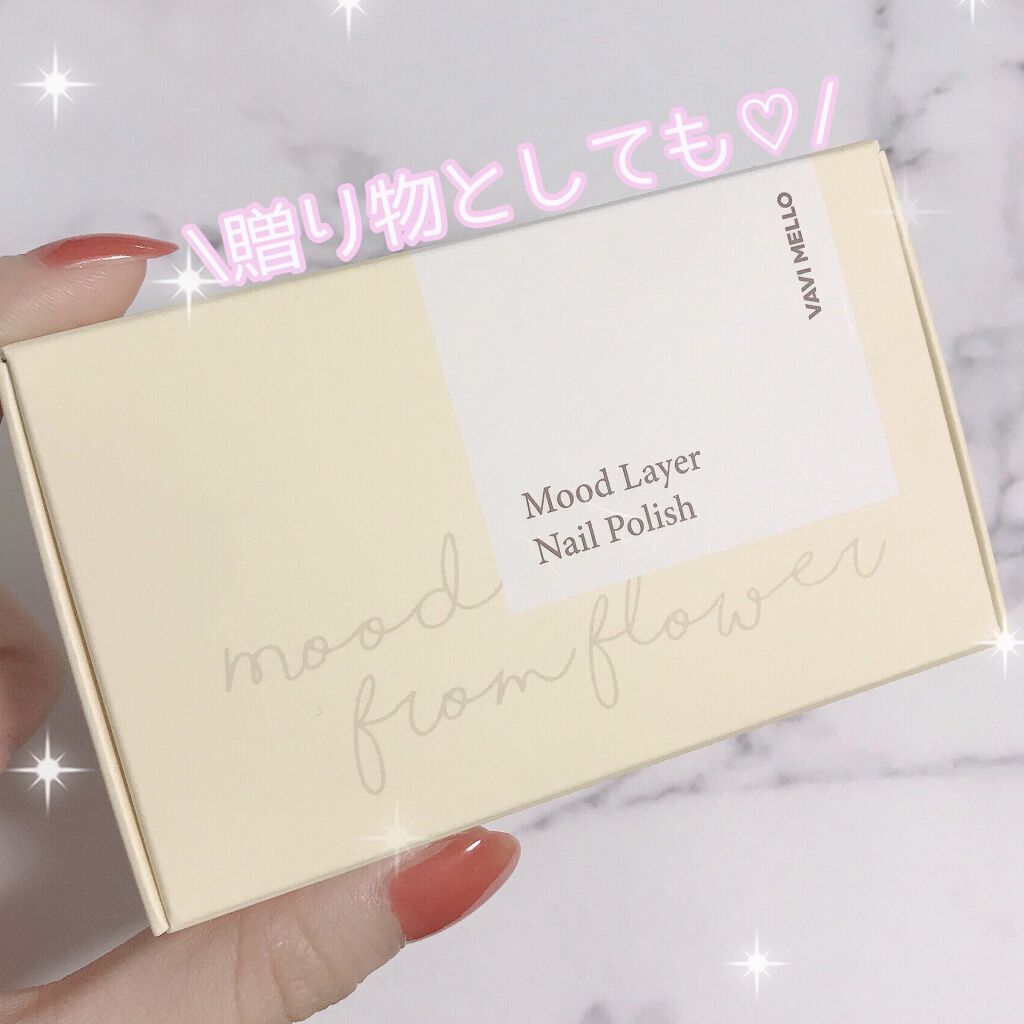 \贈り物としても♡/
VAVI MELLO
Mood Layer
Nail Polish
mood
from flower